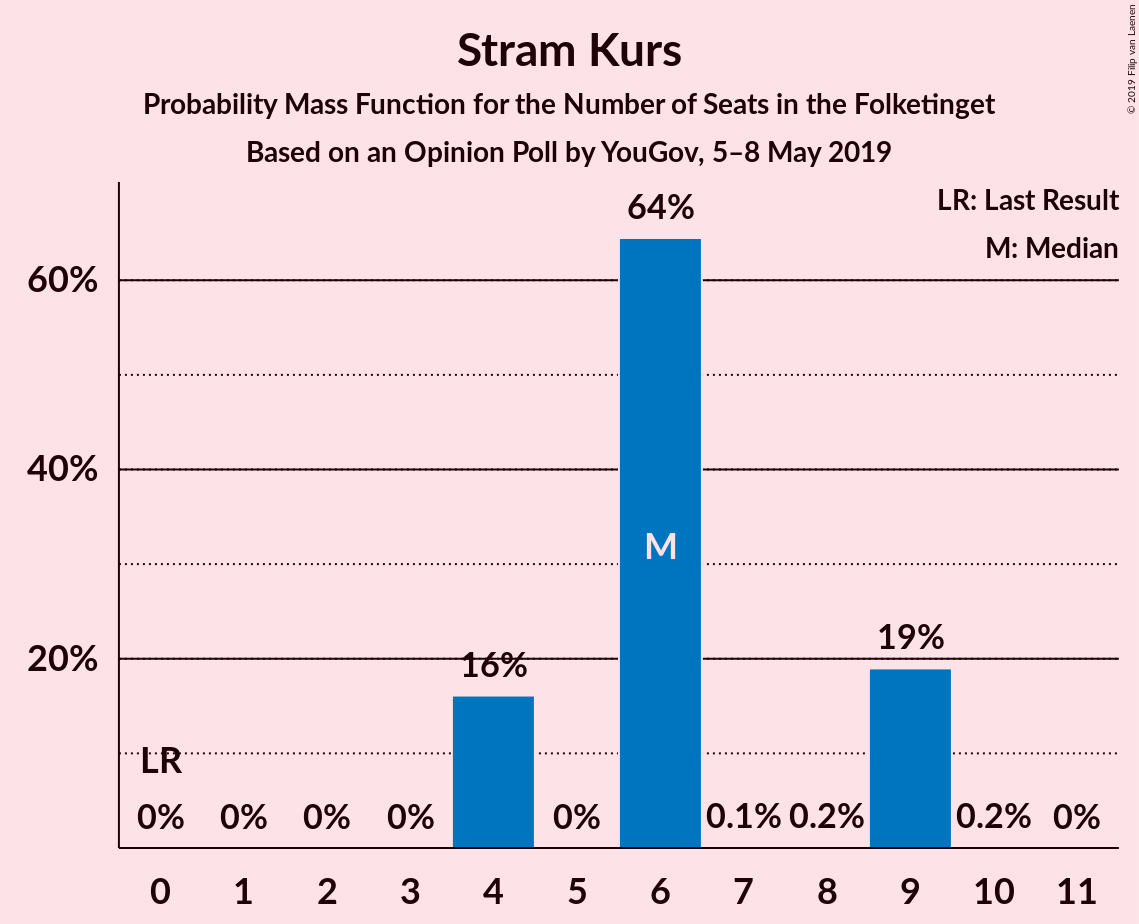 Stram Kurs
Probability Mass Function for the Number of Seats in the Folketinget
Based on an Opinion Poll by YouGov, 5–8 May 2019
© 2019 Filip van Laenen
LR: Last Result
M: Median
64%
60%
40%
M
20%
16%
19%
LR
0% 0% 0% 0% 0% 0.1% 0.2% 0.2% 0%
0 1 2 3 4 5 6 7 8 9 10 11